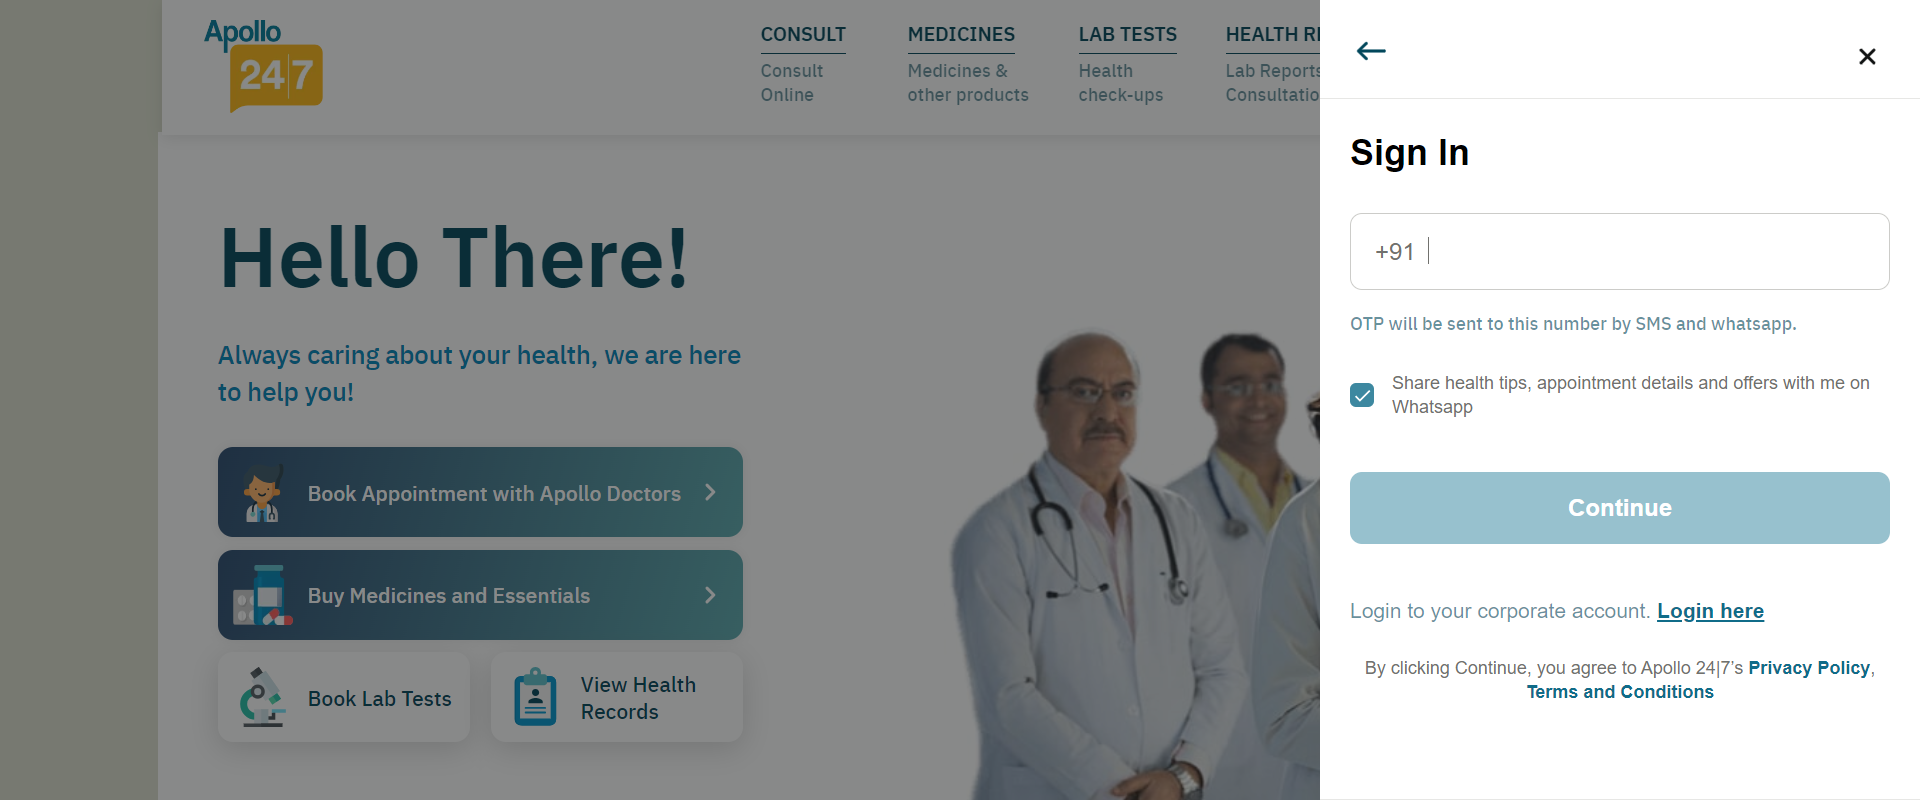 Apollo
24|7
CONSULT
Consult
Online
MEDICINES
Medicines &
other products
LAB TESTS
Health
check-ups
HEALTH
Lab Reports
Sign In
+91
OTP will be sent to this number by SMS and whatsapp.
Share health tips, appointment details and offers with me on
Whatsapp
Continue
Login to your corporate account. Login here
By clicking Continue, you agree to Apollo 24|7’s Privacy Policy,
Terms and Conditions
Hello There!
Always caring about your health, we are here
to help you!
Book Appointment with Apollo Doctors
Buy Medicines and Essentials
Book Lab Tests
View Health
Records